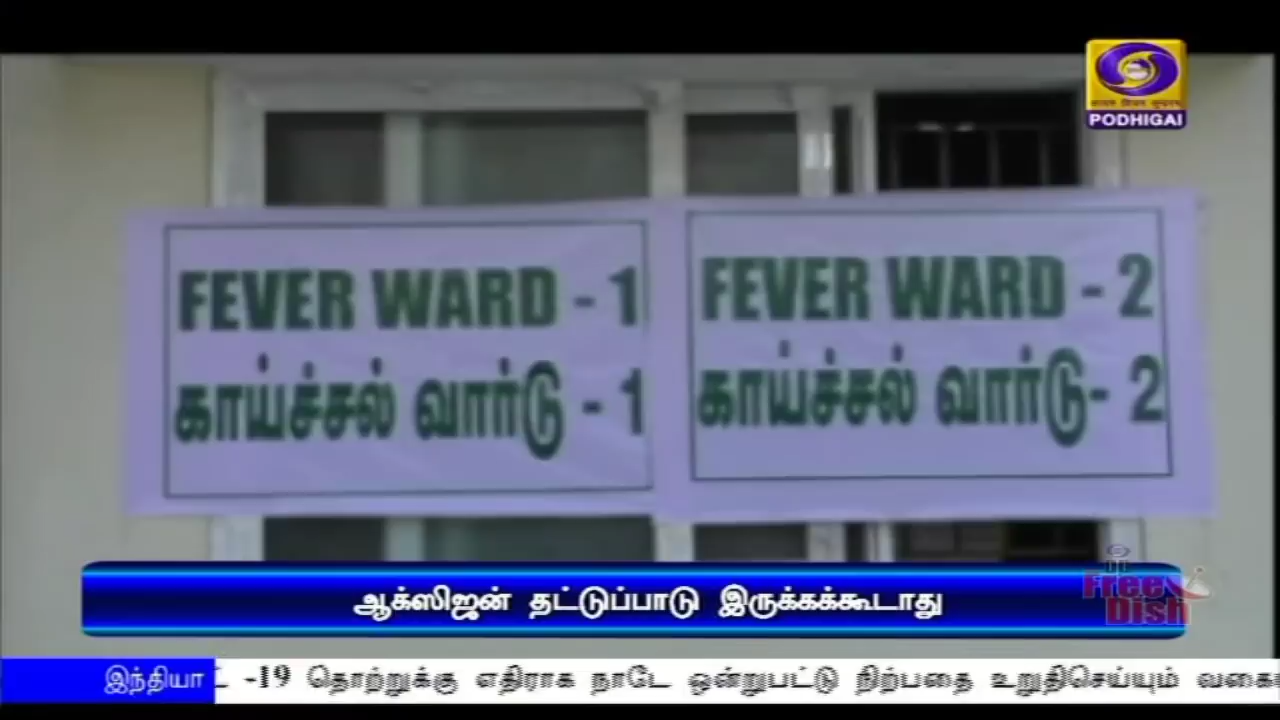 PODHIGAI
FEVER WARD - 1
காய்ச்சல் வார்டு - 1
FEVER WARD - 2
காய்ச்சல் வார்டு- 2
ஆக்ஸிஜன் தட்டுப்பாடு இருக்கக்கூடாது
Free Dish
இந்தியா
-19 தொற்றுக்கு எதிராக நாடே ஒன்றுபட்டு நிற்பதை உறுதிசெய்யும்